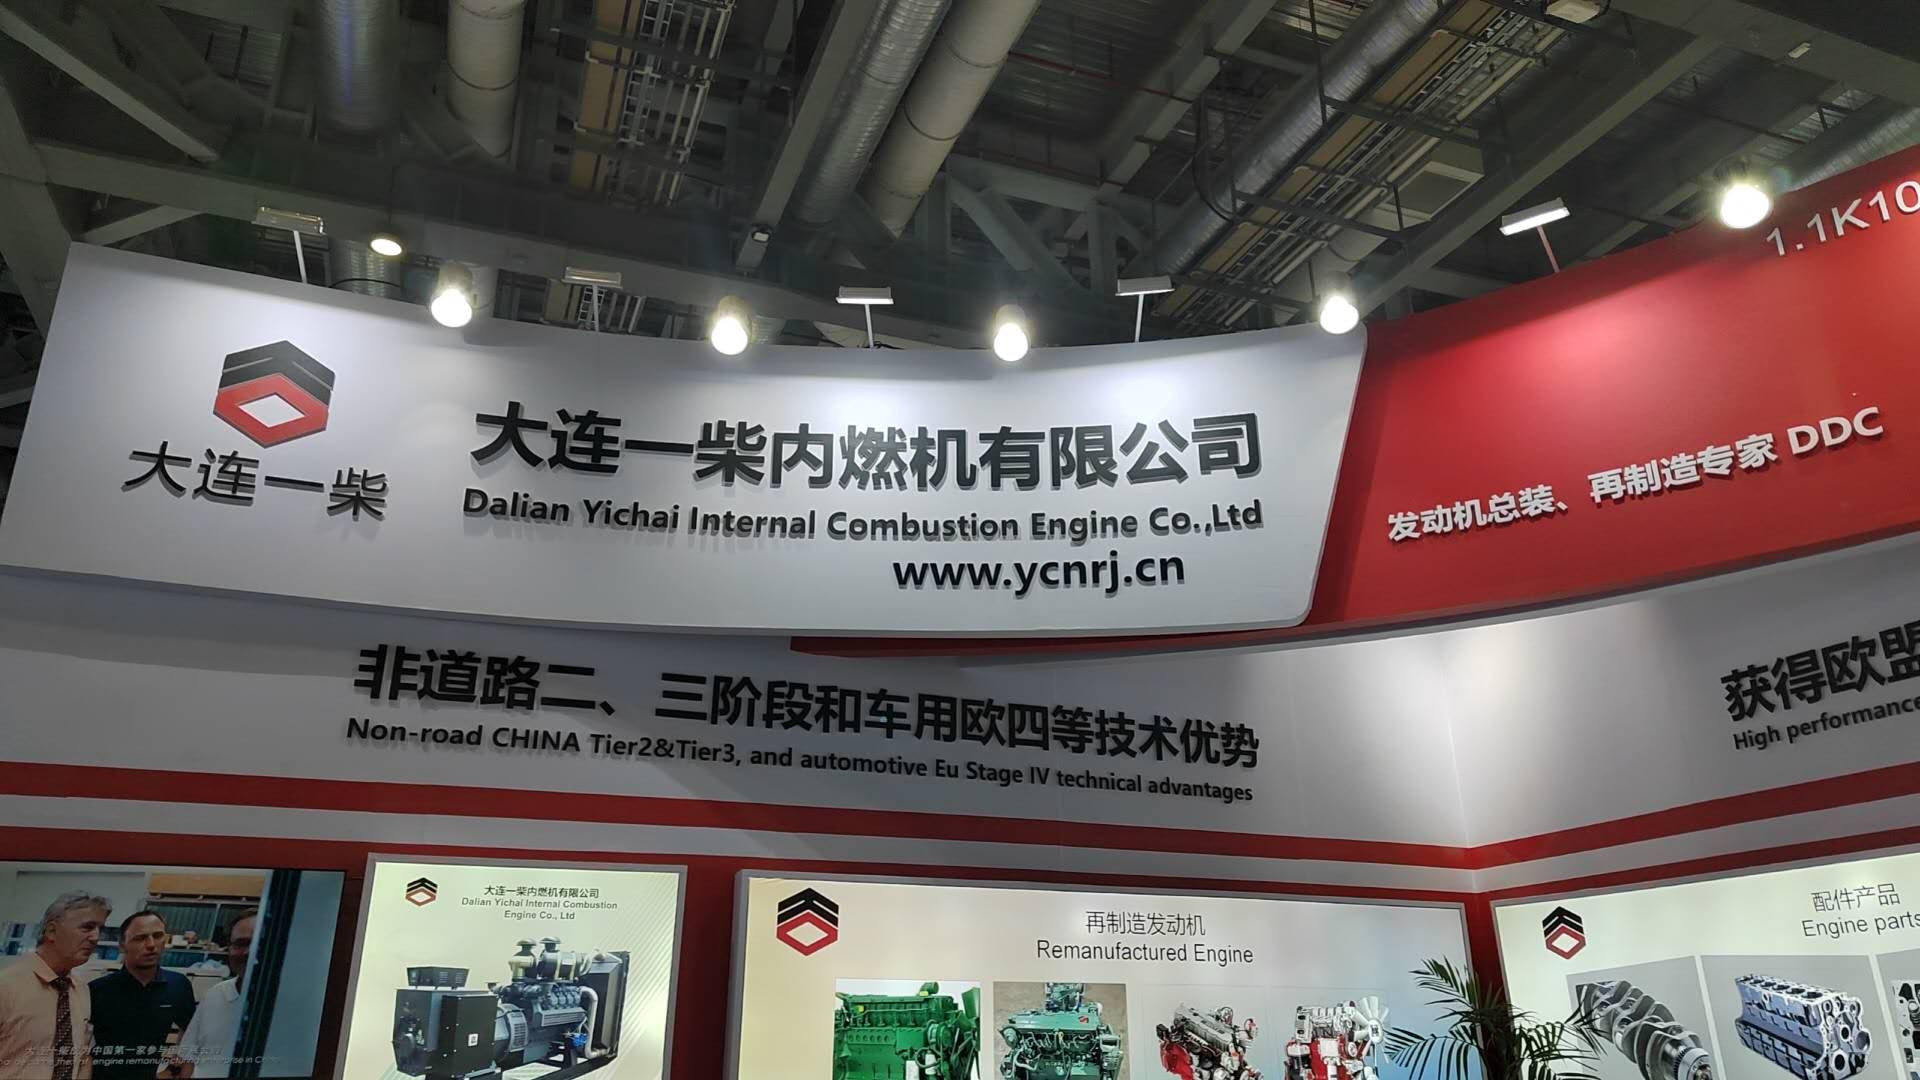 1.1K10
大连一柴
大连一柴内燃机有限公司
Dalian Yichai Internal Combustion Engine Co.,Ltd
www.ycnrj.cn
发动机总装、再制造专家 DDC
非道路二、三阶段和车用欧四等技术优势
Non-road CHINA Tier2&Tier3, and automotive Eu Stage IV technical advantages
获得欧盟
High performance
大连一柴内燃机有限公司
Dalian Yichai Internal Combustion
Engine Co., Ltd
再制造发动机
Remanufactured Engine
配件产品
Engine parts
engine remanufacturing enterprise in